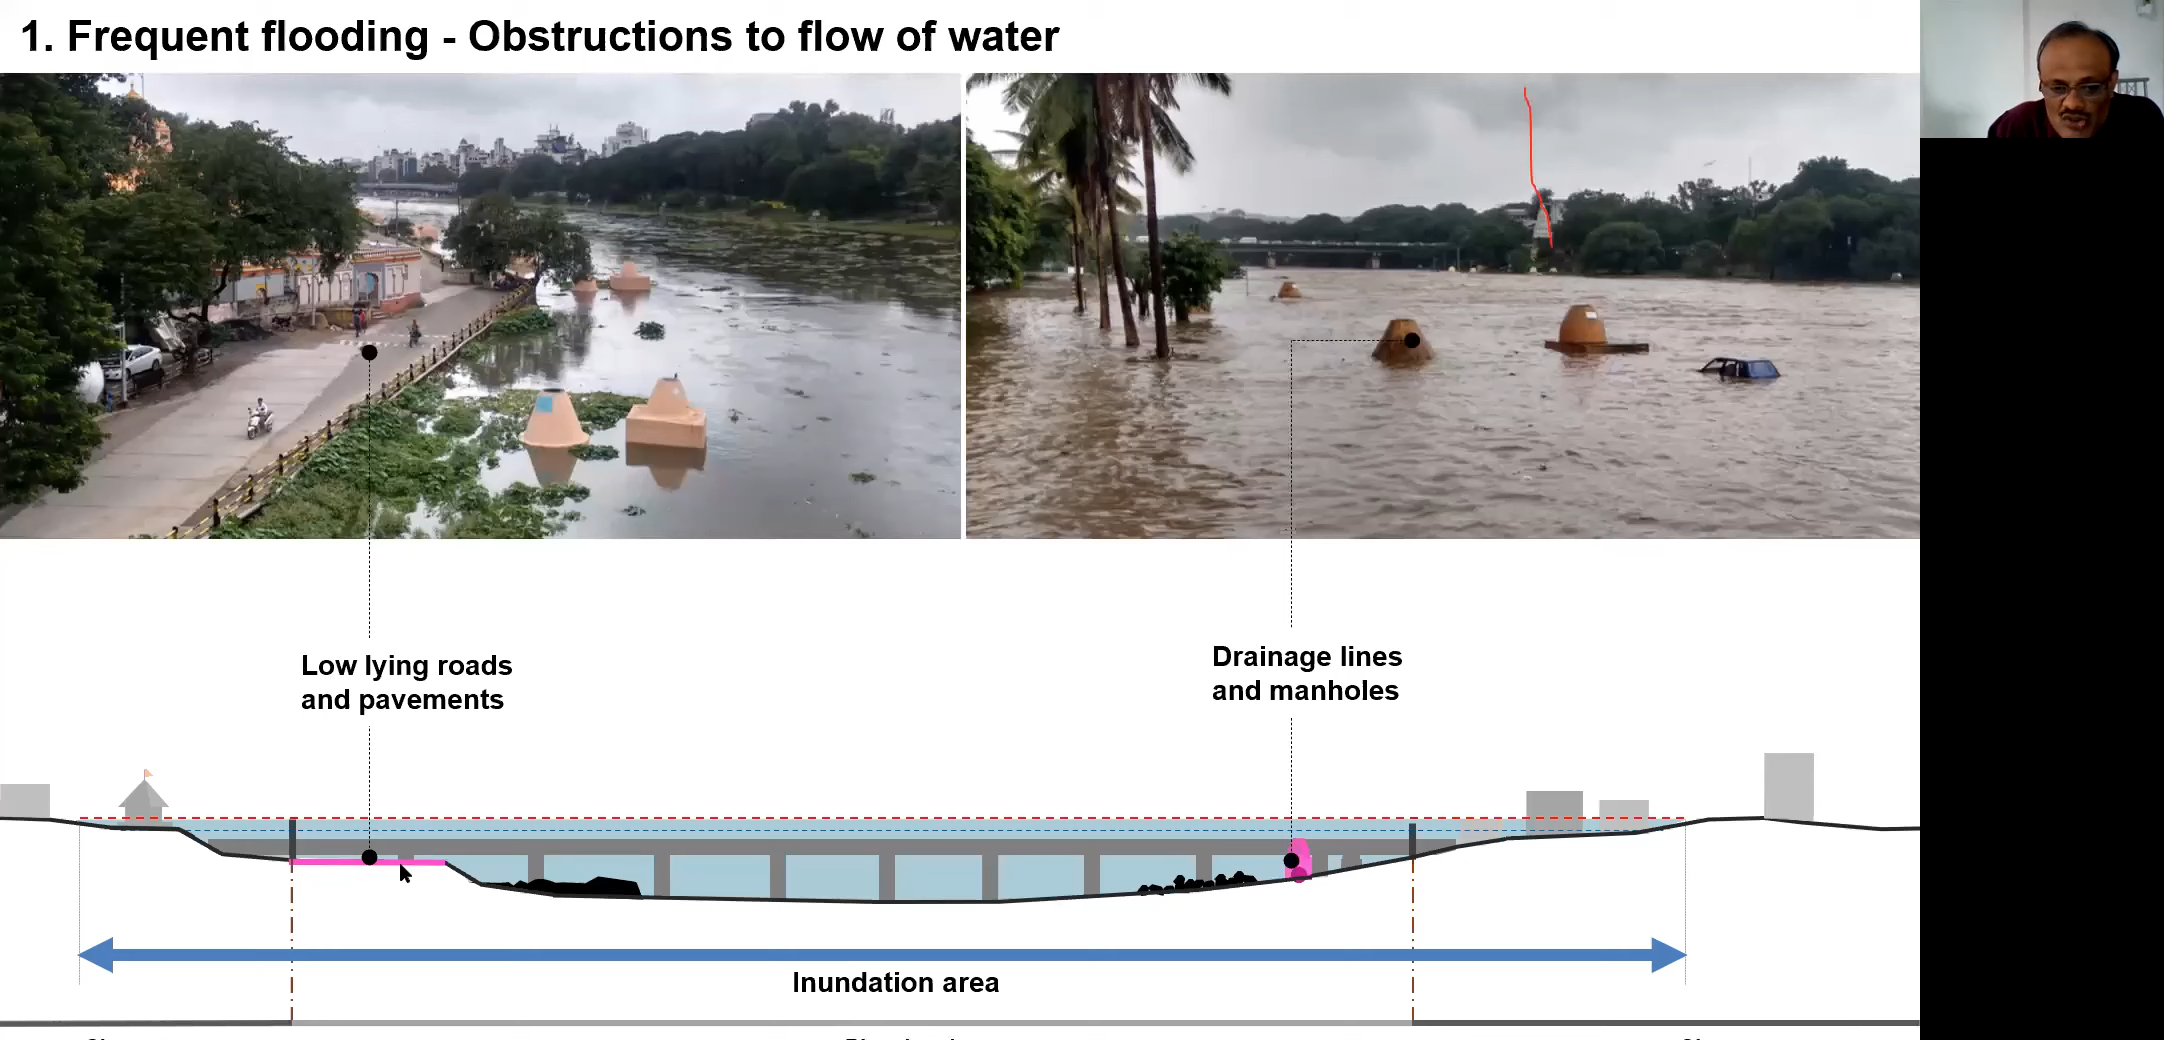 1. Frequent flooding - Obstructions to flow of water
Low lying roads
and pavements
Drainage lines
and manholes
Inundation area